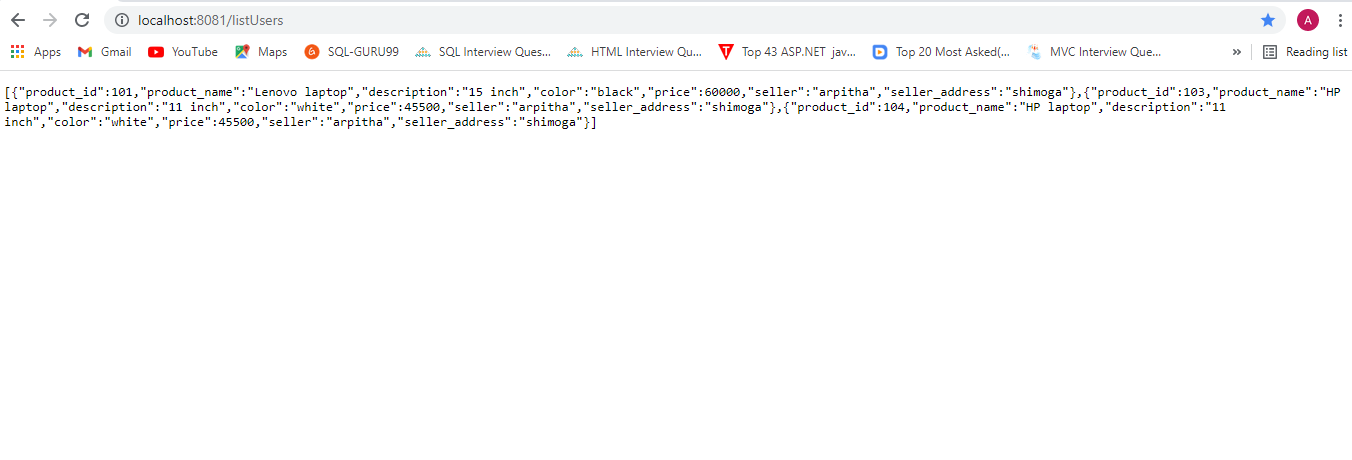 localhost:8081/listUsers
A
Apps Gmail YouTube Maps SQL-GURU99 SQL Interview Ques... HTML Interview Qu... Top 43 ASP.NET jav... Top 20 Most Asked(... MVC Interview Que... » Reading list
[{"product_id":101,"product_name":"Lenovo laptop","description":"15 inch","color":"black","price":60000,"seller":"arpitha","seller_address":"shimoga"},{"product_id":103,"product_name":"HP
laptop","description":"11 inch","color":"white","price":45500,"seller":"arpitha","seller_address":"shimoga"},{"product_id":104,"product_name":"HP laptop","description":"11
inch","color":"white","price":45500,"seller":"arpitha","seller_address":"shimoga"}]